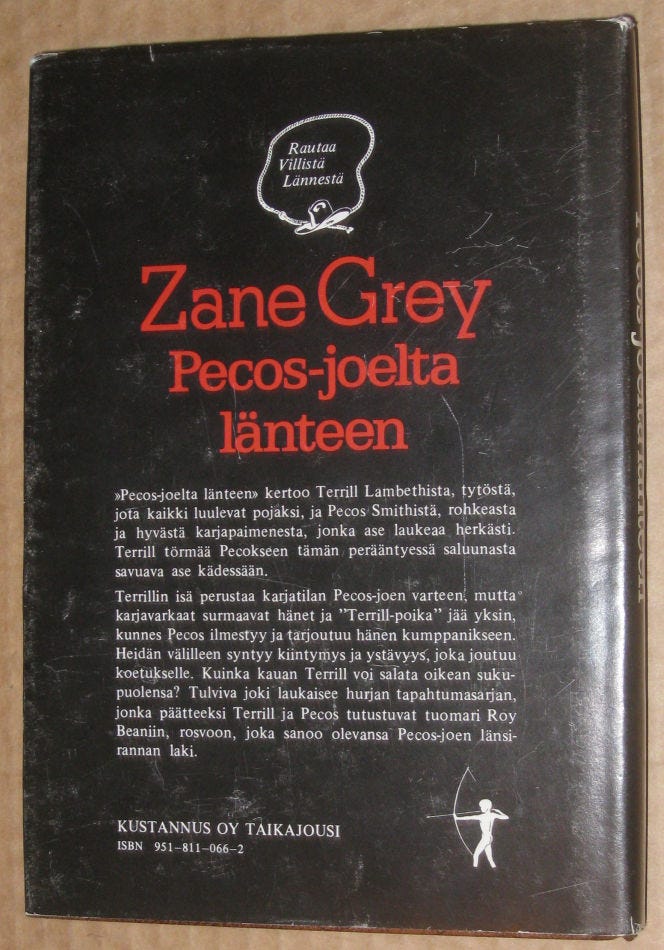 Rautaa
Villistä
Lännestä
Zane Grey
Pecos-joelta
länteen
»Pecos-joelta länteen» kertoo Terrill Lambethista, tytöstä,
jota kaikki luulevat pojaksi, ja Pecos Smithistä, rohkeasta
ja hyvästä karjapaimenesta, jonka ase laukeaa herkästi.
Terrill törmää Pecokseen tämän perääntyessä saluunasta
savuava ase kädessään.
Terrillin isä perustaa karjatilan Pecos-joen varteen, mutta
karjavarkaat surmaavat hänet ja "Terrill-poika" jää yksin,
kunnes Pecos ilmestyy ja tarjoutuu hänen kumppanikseen.
Heidän välilleen syntyy kiintymys ja ystävyys, joka joutuu
koetukselle. Kuinka kauan Terrill voi salata oikean suku-
puolensa? Tulviva joki laukaisee hurjan tapahtumasarjan,
jonka päätteeksi Terrill ja Pecos tutustuvat tuomari Roy
Beaniin, rosvoon, joka sanoo olevansa Pecos-joen länsi-
rannan laki.
KUSTANNUS OY TAIKAJOUSI
ISBN 951-811-066-2
Pecos-joelta länteen